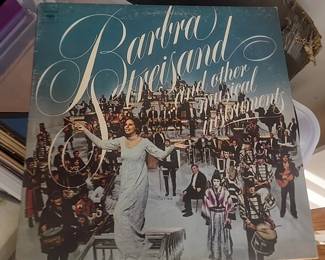 Barbra
Streisand
and other
musical
instruments